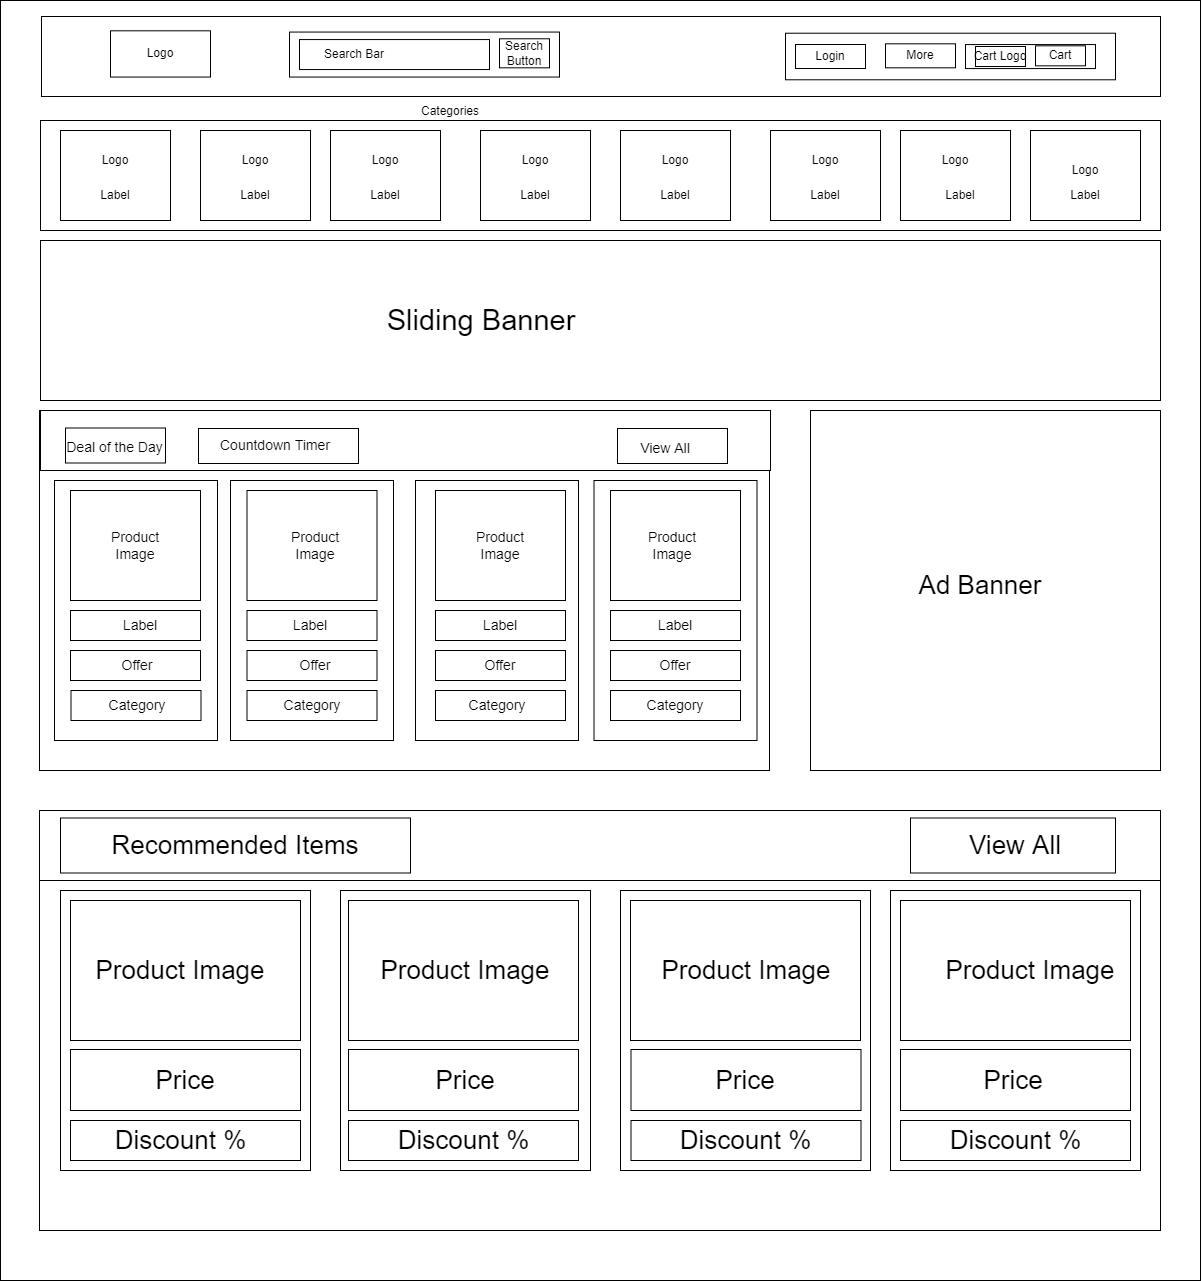 Logo
Search Bar
Search
Button
Login
More
Cart Logo
Cart
Categories
Logo
Label
Logo
Label
Logo
Label
Logo
Label
Logo
Label
Logo
Label
Logo
Label
Logo
Label
Sliding Banner
Deal of the Day
Countdown Timer
View All
Product
Image
Label
Offer
Category
Product
Image
Label
Offer
Category
Product
Image
Label
Offer
Category
Product
Image
Label
Offer
Category
Ad Banner
Recommended Items
View All
Product Image
Price
Discount %
Product Image
Price
Discount %
Product Image
Price
Discount %
Product Image
Price
Discount %